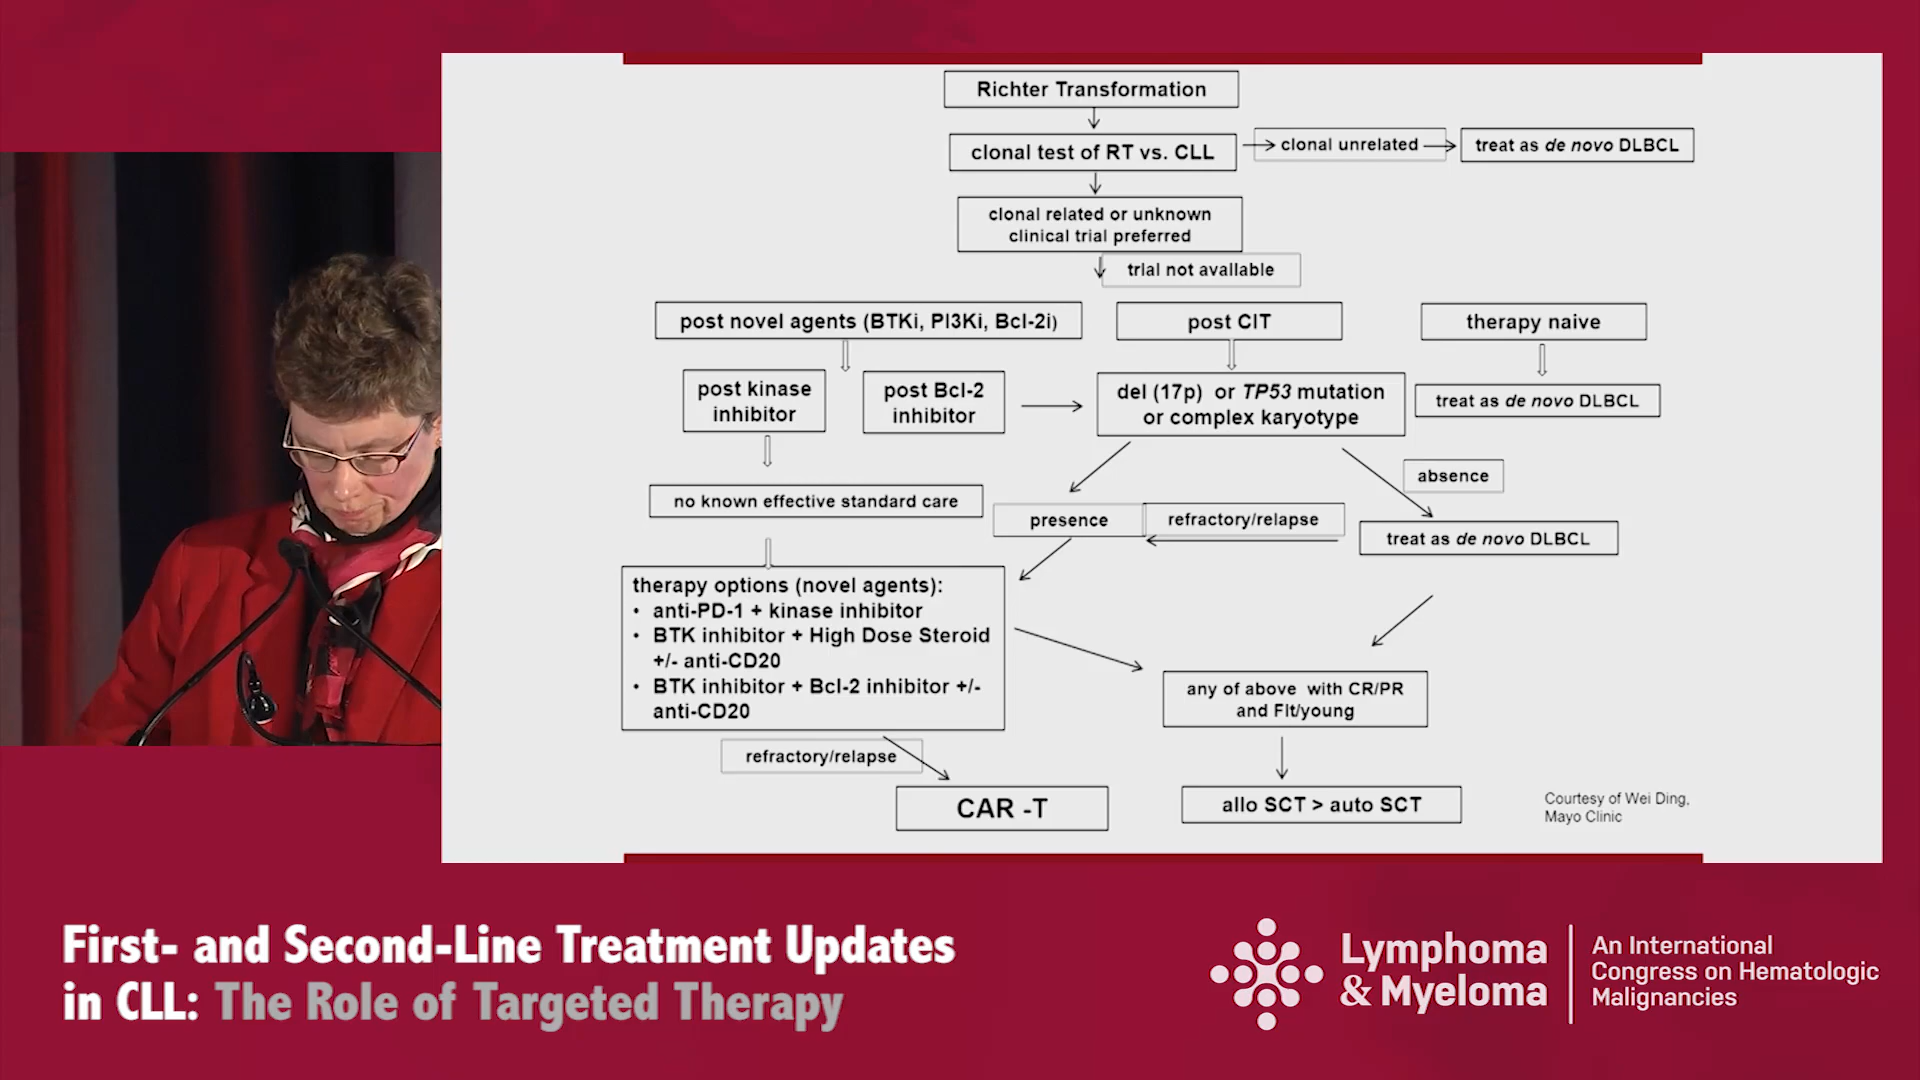 Richter Transformation
clonal test of RT vs. CLL
clonal unrelated
treat as de novo DLBCL
clonal related or unknown
clinical trial preferred
trial not available
post novel agents (BTKi, PI3Ki, Bcl-2i)
post CIT
therapy naive
post kinase
inhibitor
post Bcl-2
inhibitor
del (17p) or TP53 mutation
or complex karyotype
treat as de novo DLBCL
absence
no known effective standard care
presence
refractory/relapse
treat as de novo DLBCL
therapy options (novel agents):
• anti-PD-1 + kinase inhibitor
• BTK inhibitor + High Dose Steroid
+/- anti-CD20
• BTK inhibitor + Bcl-2 inhibitor +/-
anti-CD20
any of above with CR/PR
and Fit/young
refractory/relapse
CAR -T
allo SCT > auto SCT
Courtesy of Wei Ding,
Mayo Clinic
First- and Second-Line Treatment Updates
in CLL: The Role of Targeted Therapy
Lymphoma
& Myeloma
An International
Congress on Hematologic
Malignancies